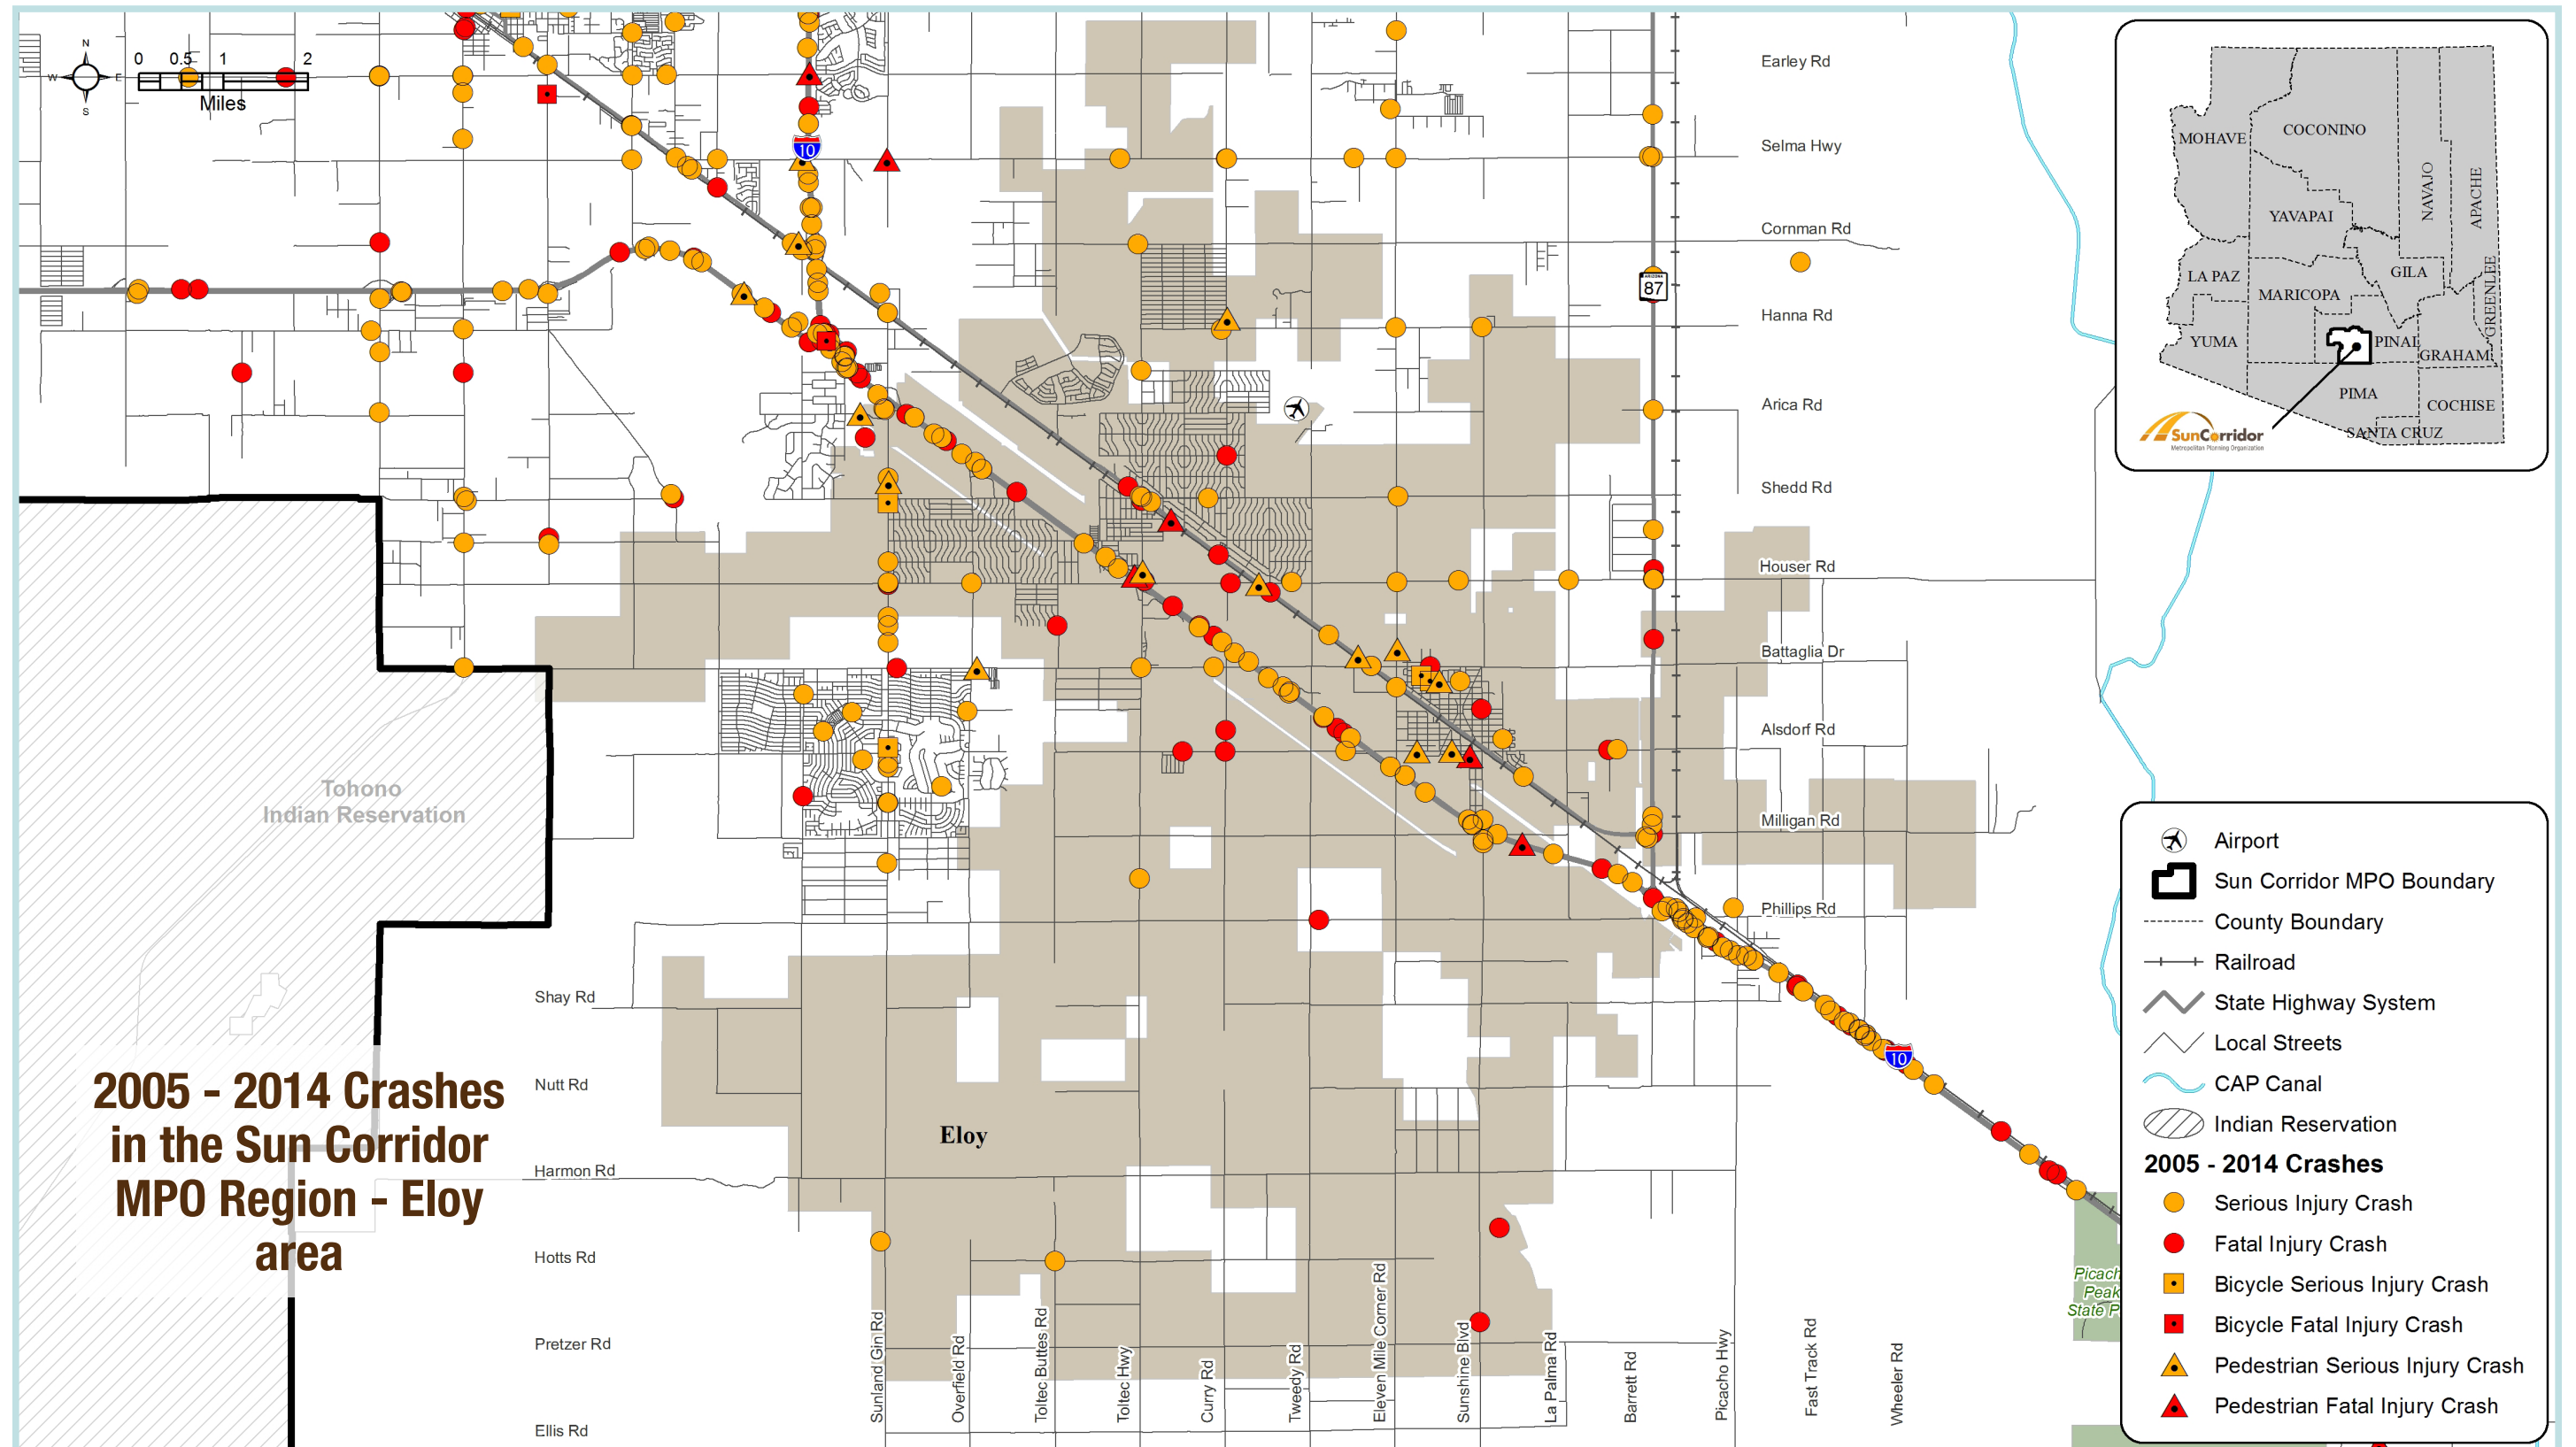 N
W
E
S
0
0.5
1
2
Miles
10
87
Earley Rd
Selma Hwy
Cornman Rd
Hanna Rd
Arica Rd
Shedd Rd
Houser Rd
Battaglia Dr
Alsdorf Rd
Milligan Rd
Phillips Rd
10
Tohono
Indian Reservation
Shay Rd
Nutt Rd
Harmon Rd
Hotts Rd
Pretzer Rd
Ellis Rd
Eloy
Sunland Gin Rd
Overfield Rd
Toltec Buttes Rd
Toltec Hwy
Curry Rd
Tweedy Rd
Eleven Mile Corner Rd
Sunshine Blvd
La Palma Rd
Barrett Rd
Picacho Hwy
Fast Track Rd
Wheeler Rd
Picach
Peak
State P
2005 - 2014 Crashes
in the Sun Corridor
MPO Region - Eloy
area
MOHAVE
COCONINO
NAVAJO
APACHE
YAVAPAI
LA PAZ
GILA
MARICOPA
GREENLEE
YUMA
PINAL
GRAHAM
PIMA
COCHISE
SANTA CRUZ
SunCorridor
Metropolitan Planning Organization
Airport
Sun Corridor MPO Boundary
County Boundary
Railroad
State Highway System
Local Streets
CAP Canal
Indian Reservation
2005 - 2014 Crashes
Serious Injury Crash
Fatal Injury Crash
Bicycle Serious Injury Crash
Bicycle Fatal Injury Crash
Pedestrian Serious Injury Crash
Pedestrian Fatal Injury Crash